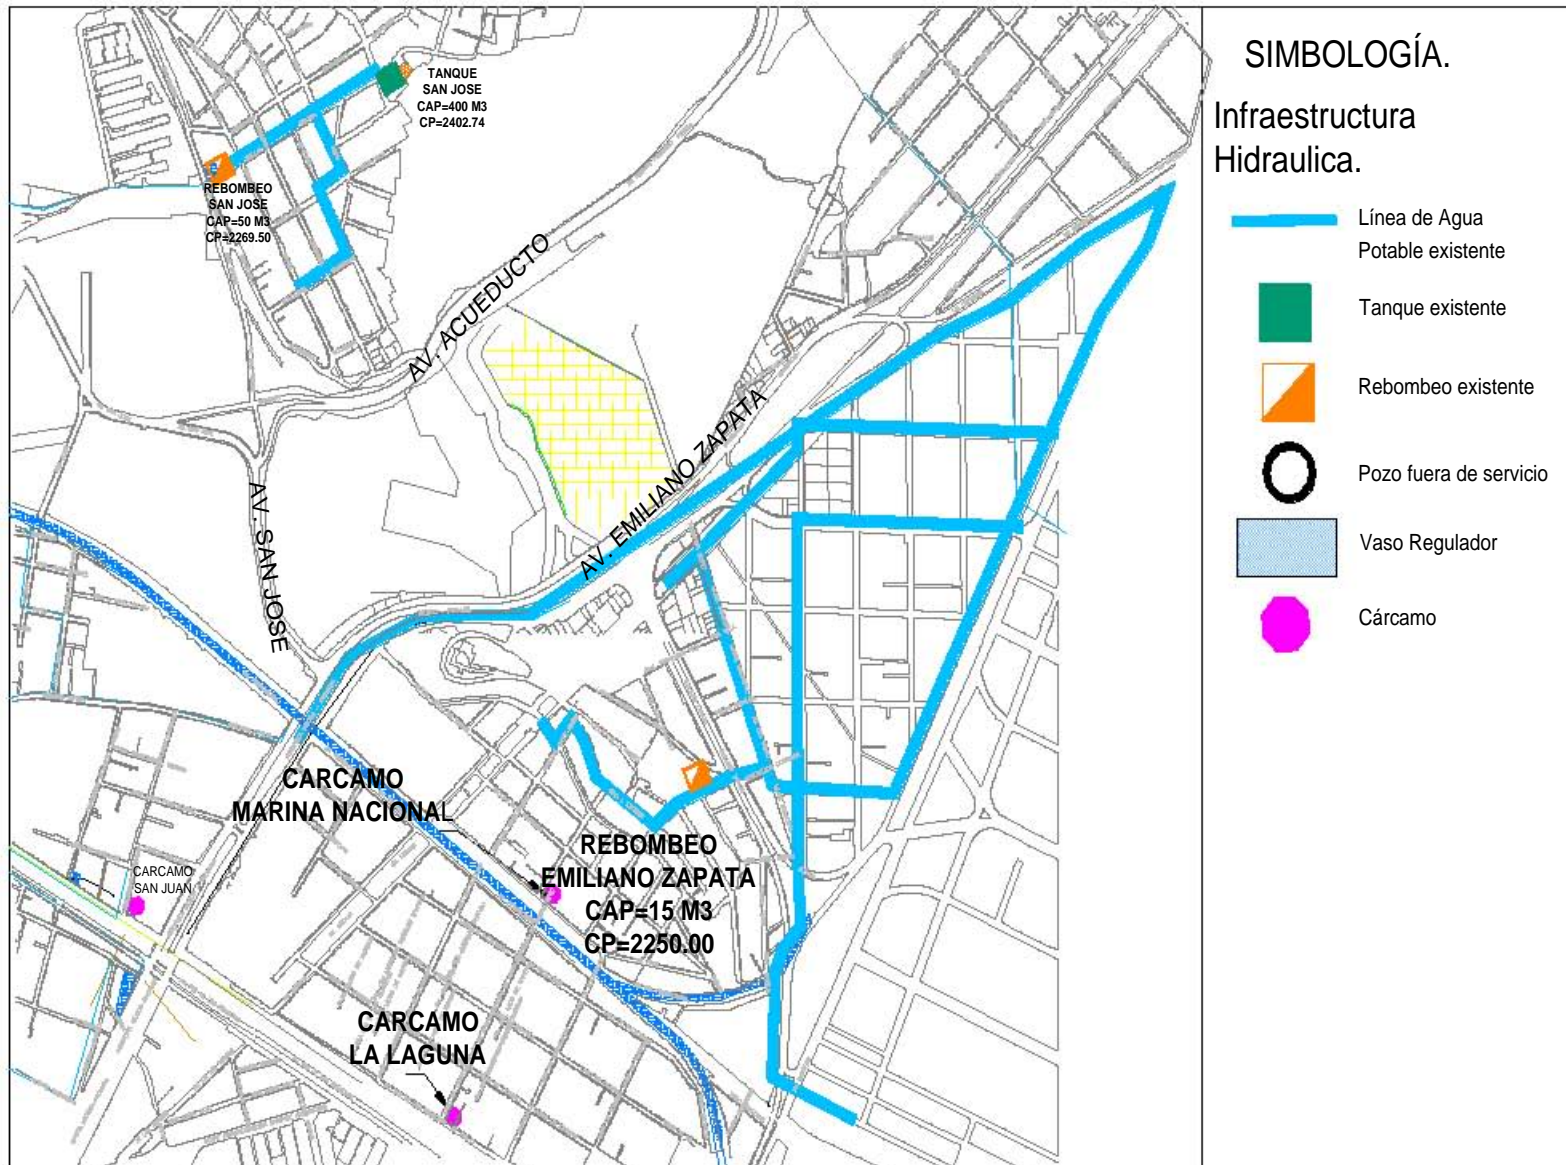 TANQUE
SAN JOSE
CAP=400 M3
CP=2402.74
REBOMBEO
SAN JOSE
CAP=50 M3
CP=2269.50
AV. ACUEDUCTO
AV. EMILIANO ZAPATA
AV. SAN JOSE
CARCAMO
MARINA NACIONAL
REBOMBEO
EMILIANO ZAPATA
CAP=15 M3
CP=2250.00
CARCAMO
SAN JUAN
CARCAMO
LA LAGUNA
SIMBOLOGÍA.
Infraestructura
Hidraulica.
Línea de Agua
Potable existente
Tanque existente
Rebombeo existente
Pozo fuera de servicio
Vaso Regulador
Cárcamo